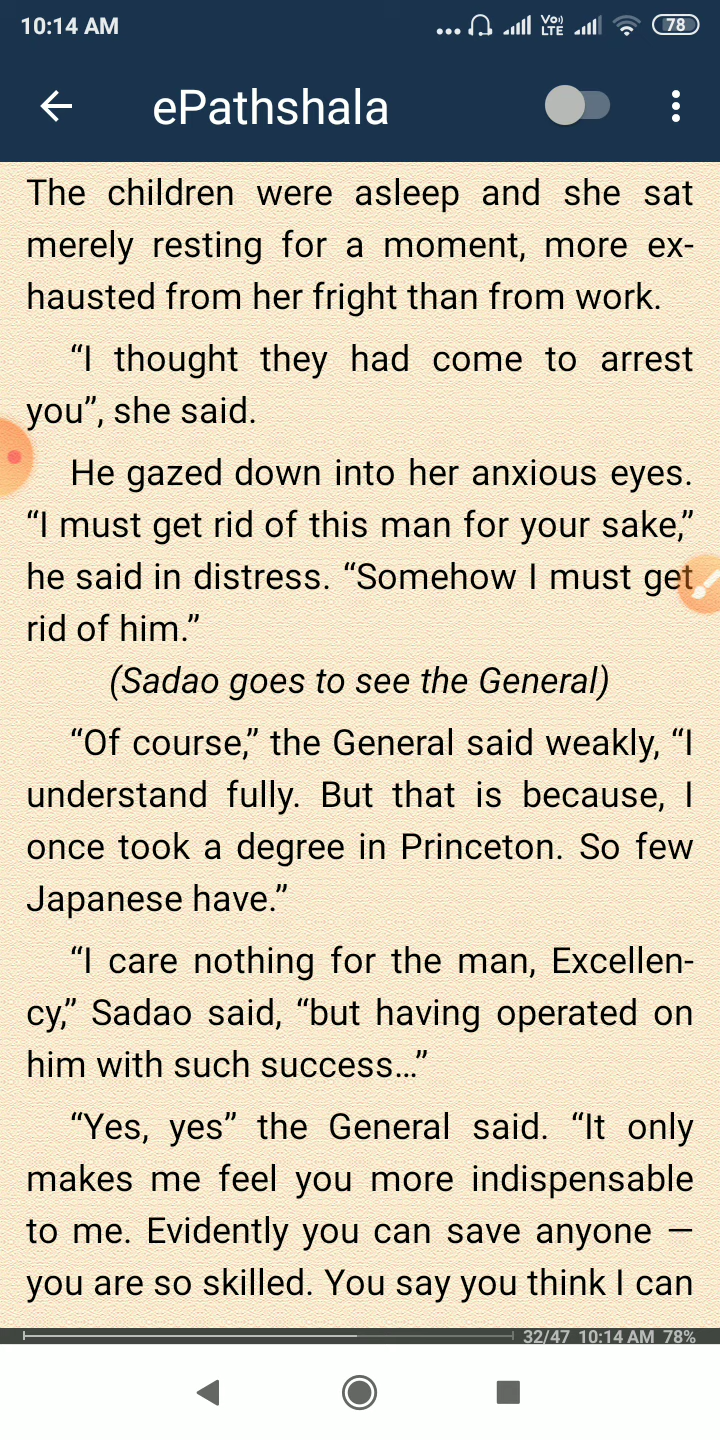 10:14 AM
Vo)
LTE
78
ePathshala
The children were asleep and she sat
merely resting for a moment, more ex-
hausted from her fright than from work.
“I thought they had come to arrest
you”, she said.
He gazed down into her anxious eyes.
“I must get rid of this man for your sake,”
he said in distress. “Somehow I must get
rid of him.”
(Sadao goes to see the General)
“Of course,” the General said weakly, “I
understand fully. But that is because, I
once took a degree in Princeton. So few
Japanese have.”
“I care nothing for the man, Excellen-
cy,” Sadao said, “but having operated on
him with such success…”
“Yes, yes” the General said. “It only
makes me feel you more indispensable
to me. Evidently you can save anyone —
you are so skilled. You say you think I can
32/47 10:14 AM 78%